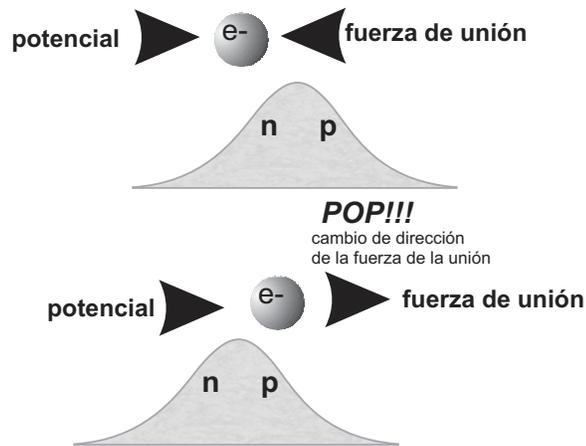 potencial
e-
fuerza de unión
n p
POP!!!
cambio de dirección
de la fuerza de la unión
potencial
e-
fuerza de unión
n p